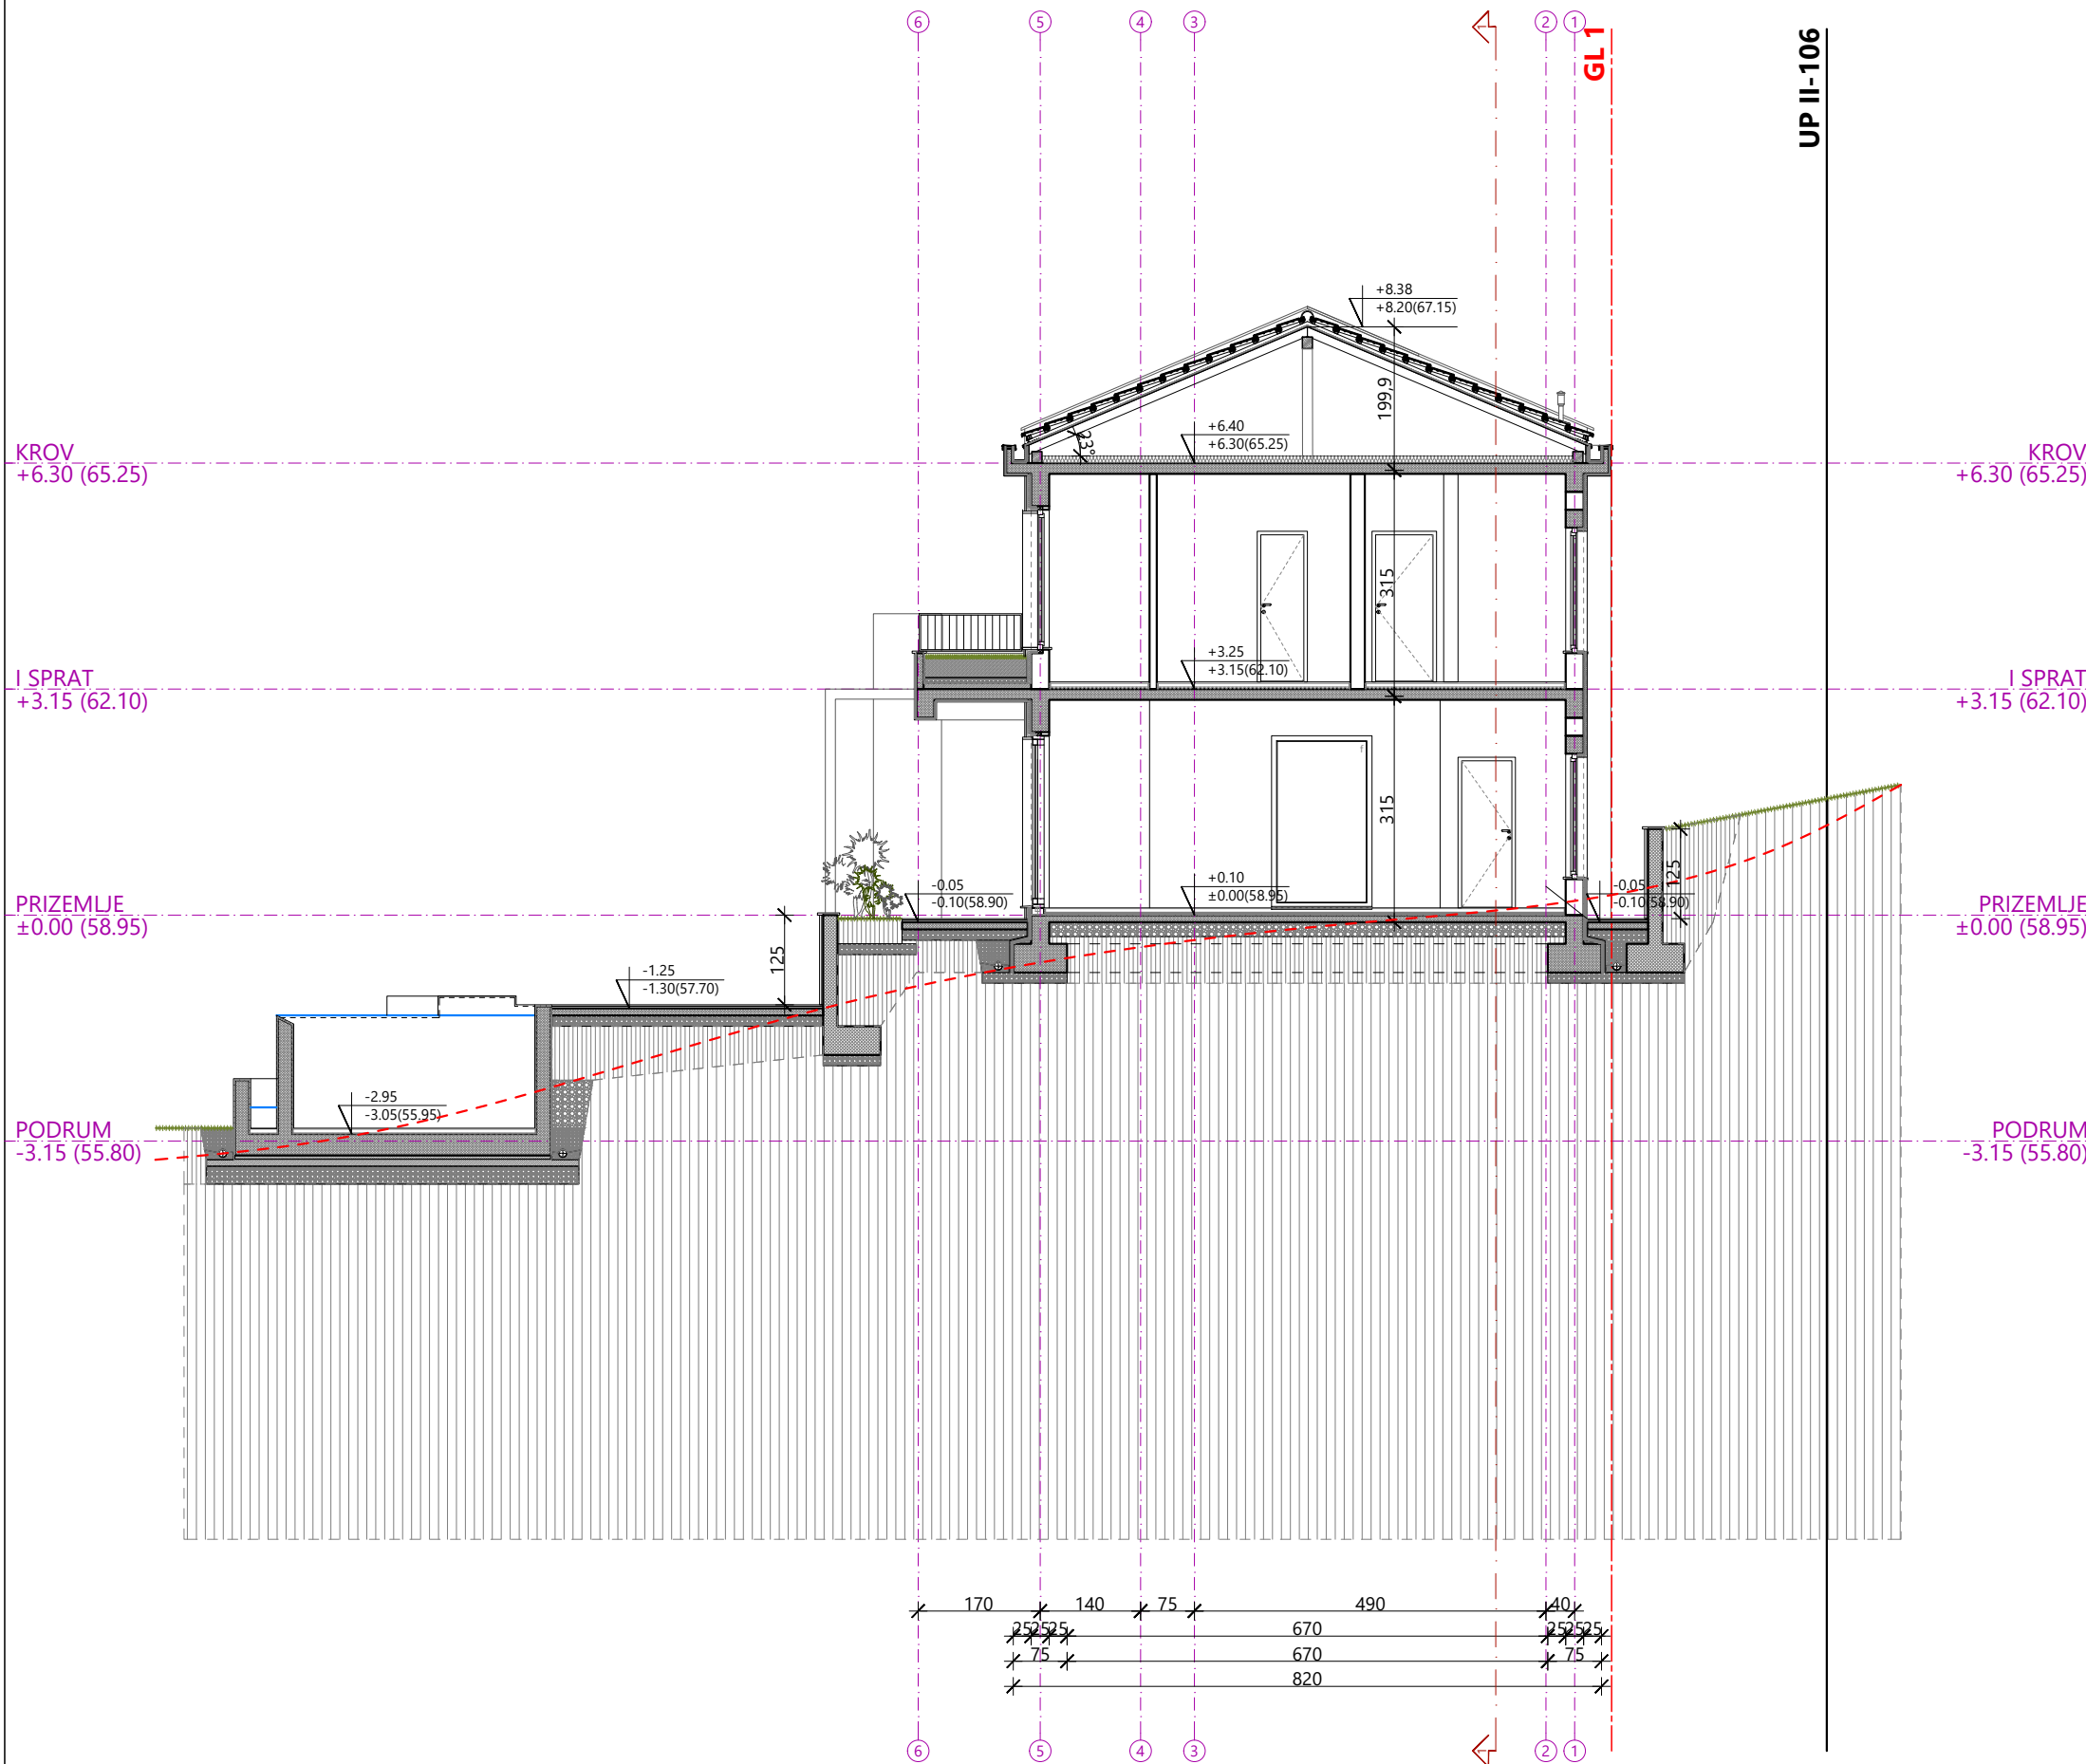 6 5 4 3 1 2 1
GL 1
UP II-106
+8.38
+8.20(67.15)
199,9
+6.40
+6.30(65.25)
23°
KROV
+6.30 (65.25)
KROV
+6.30 (65.25)
315
+3.25
+3.15(62.10)
I SPRAT
+3.15 (62.10)
I SPRAT
+3.15 (62.10)
315
125
-0.05
-0.10(58.90)
+0.10
±0.00(58.95)
-0.05
-0.10(58.90)
PRIZEMLJE
±0.00 (58.95)
PRIZEMLJE
±0.00 (58.95)
125
-1.25
-1.30(57.70)
-2.95
-3.05(55.95)
PODRUM
-3.15 (55.80)
PODRUM
-3.15 (55.80)
170 140 75 490 40
25 25 25 670 25 25 25
75 670 75
820
6 5 4 3 1 2 1